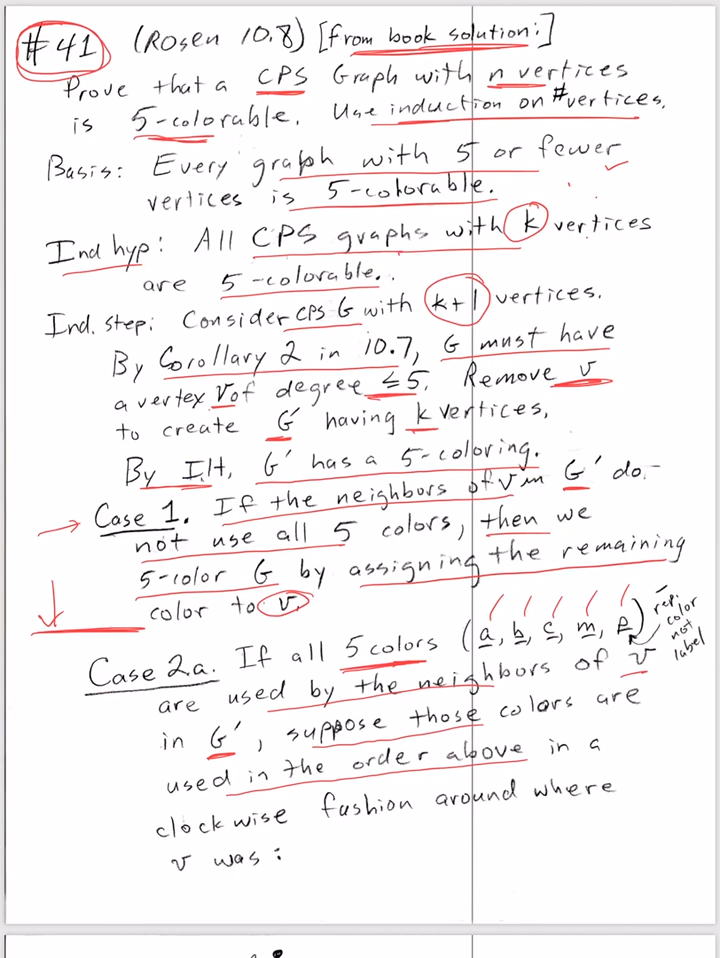 #41 (Rosen 10.8) [from book solution:]
Prove that a CPS Graph with n vertices
is 5-colorable. Use induction on #vertices.
Basis: Every graph with 5 or fewer
vertices is 5-colorable.
Ind hyp: All CPS graphs with k vertices
are 5-colorable.
Ind. step: Consider CPS G with k+1 vertices.
By Corollary 2 in 10.7, G must have
a vertex v of degree ≤5. Remove v
to create G' having k vertices,
By I.H, G' has a 5-coloring.
Case 1. If the neighbors of v in G' do
not use all 5 colors, then we
5-color G by assigning the remaining
color to v.
Case 2a. If all 5 colors (a, b, c, m, p) rep. color not label
are used by the neighbors of v
in G', suppose those colors are
used in the order above in a
clockwise fashion around where
v was: